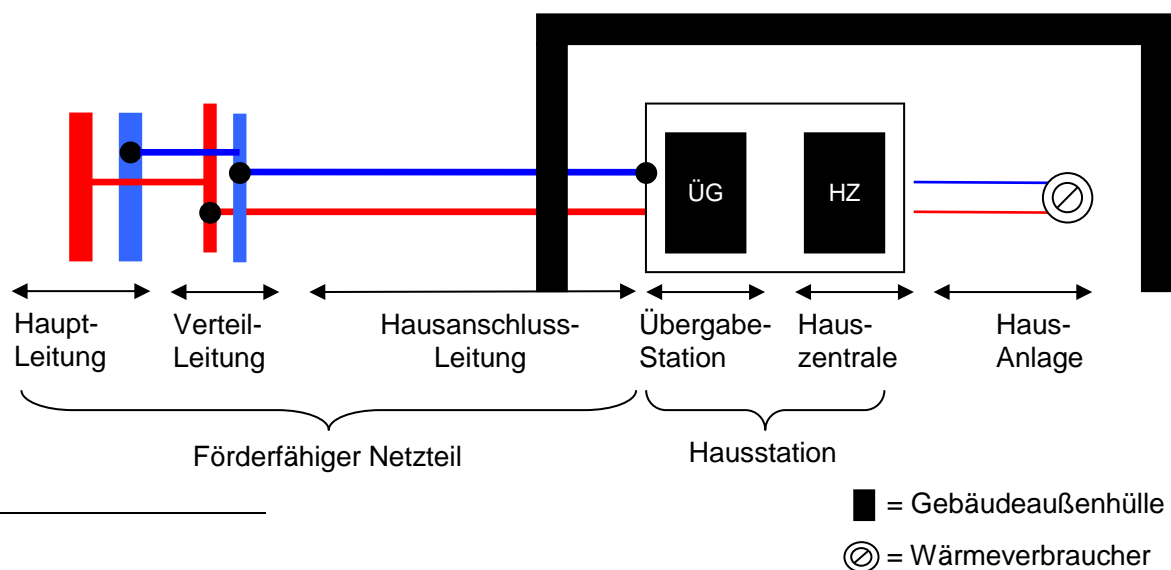 ÜG
HZ
Haupt-
Leitung
Verteil-
Leitung
Hausanschluss-
Leitung
Übergabe-
Station
Haus-
zentrale
Haus-
Anlage
Förderfähiger Netzteil
Hausstation
= Gebäudeaußenhülle
= Wärmeverbraucher